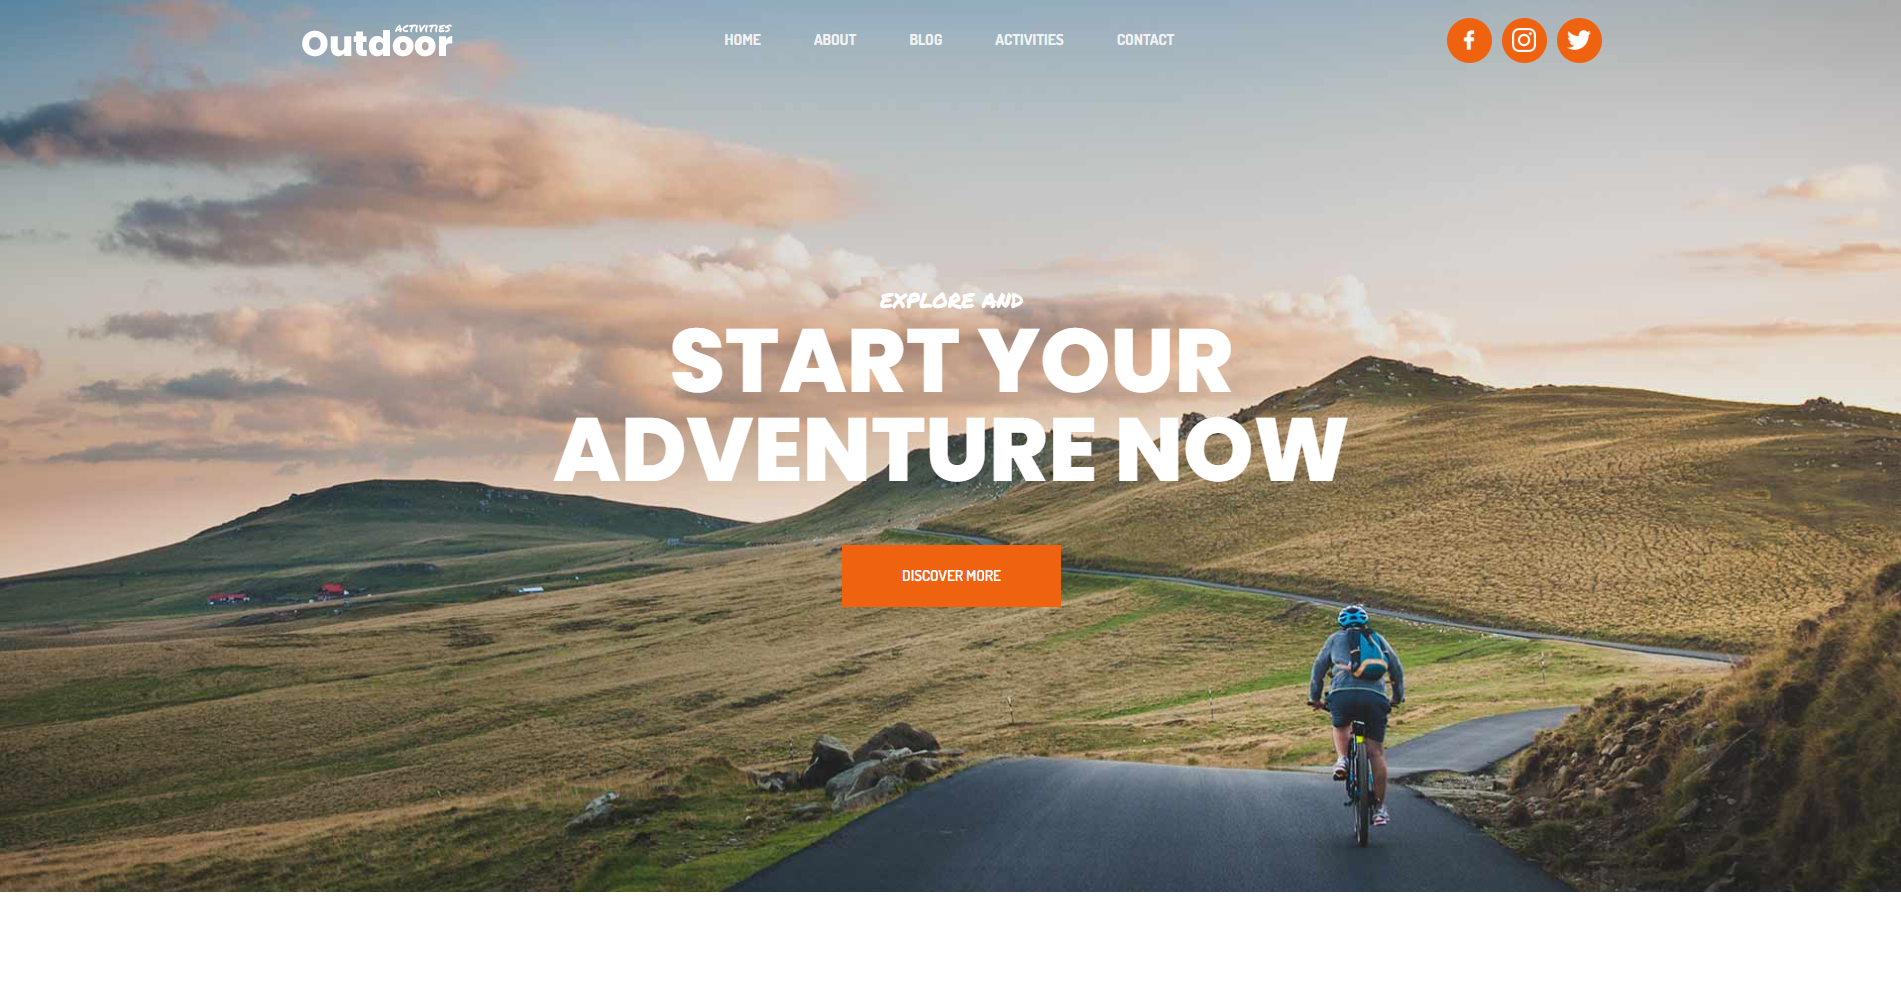 ACTIVITIES
Outdoor
HOME ABOUT BLOG ACTIVITIES CONTACT
EXPLORE AND
START YOUR
ADVENTURE NOW
DISCOVER MORE